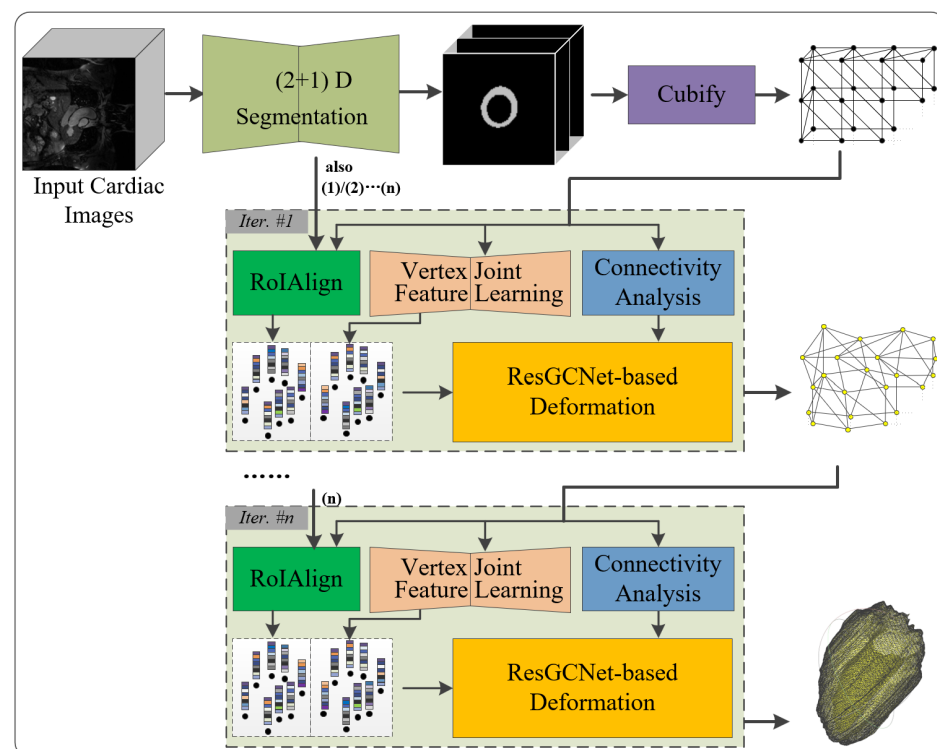 (2+1) D
Segmentation
Cubify
Input Cardiac
Images
also
(1)/(2)···(n)
Iter. #1
RoIAlign
Vertex Joint
Feature Learning
Connectivity
Analysis
ResGCNet-based
Deformation
......
(n)
Iter. #n
RoIAlign
Vertex Joint
Feature Learning
Connectivity
Analysis
ResGCNet-based
Deformation